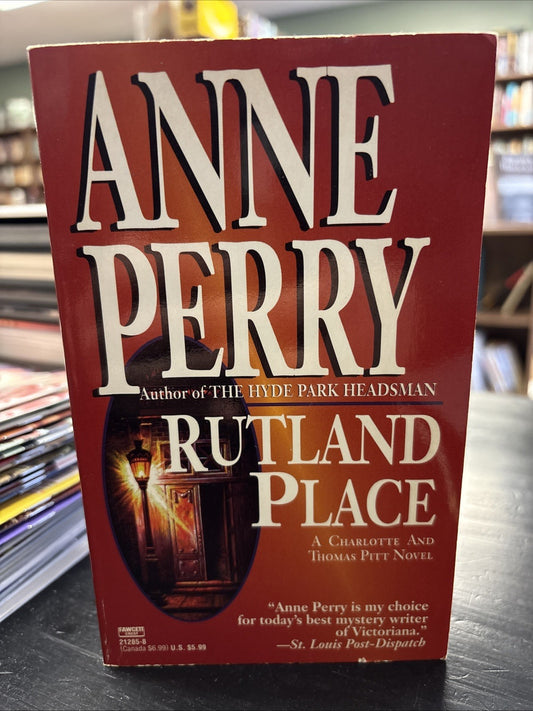 ANNE
PERRY
Author of THE HYDE PARK HEADSMAN
RUTLAND
PLACE
A CHARLOTTE AND
THOMAS PITT NOVEL
"Anne Perry is my choice
for today's best mystery writer
of Victoriana."
—St. Louis Post-Dispatch
FAWCETT
CREST
21285-8
(Canada $6.99) U.S. $5.99